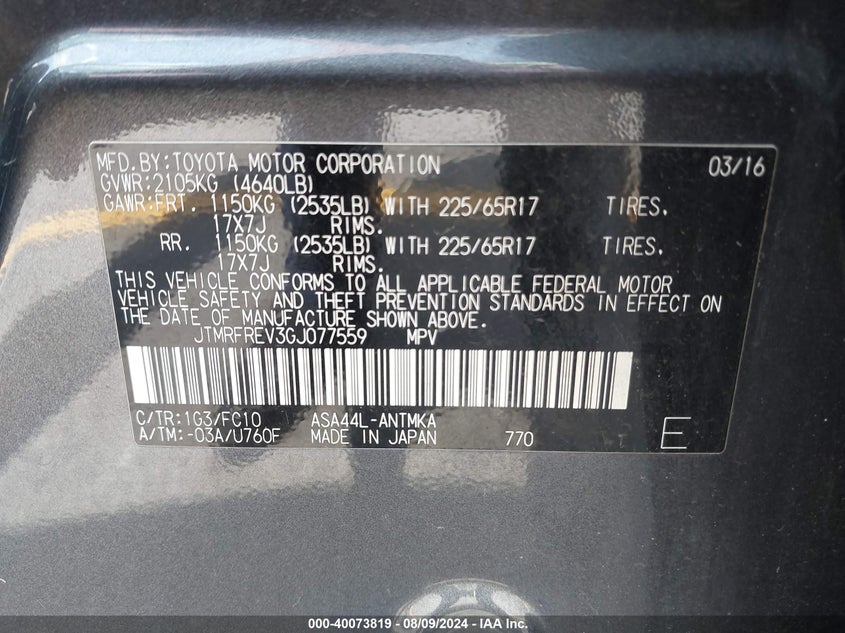 MFD.BY:TOYOTA MOTOR CORPORATION 03/16
GVWR:2105KG (4640LB)
GAWR:FRT. 1150KG (2535LB) WITH 225/65R17 TIRES.
17X7J RIMS.
RR. 1150KG (2535LB) WITH 225/65R17 TIRES.
17X7J RIMS.
THIS VEHICLE CONFORMS TO ALL APPLICABLE FEDERAL MOTOR
VEHICLE SAFETY AND THEFT PREVENTION STANDARDS IN EFFECT ON
THE DATE OF MANUFACTURE SHOWN ABOVE.
JTMRFREV3GJ077559 MPV
C/TR:1G3/FC10 ASA44L-ANTMKA
A/TM:-03A/U760F MADE IN JAPAN 770 E
000-40073819 - 08/09/2024 - IAA Inc.